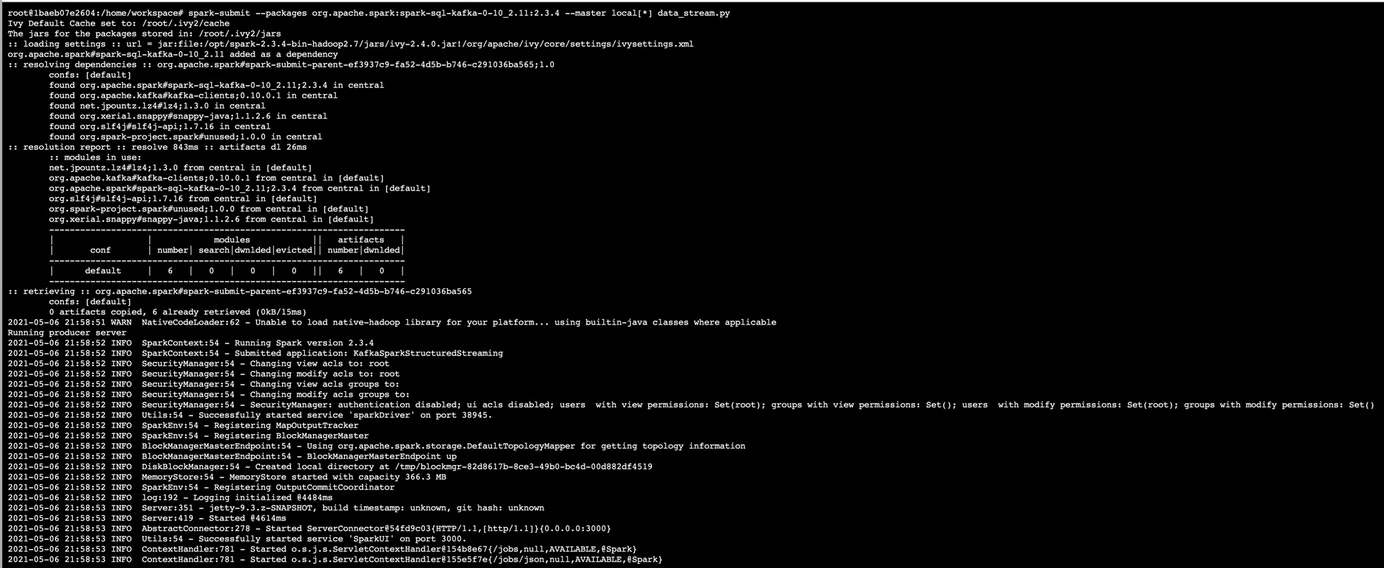 root@1baeb07e2604:/home/workspace# spark-submit --packages org.apache.spark:spark-sql-kafka-0-10_2.11:2.3.4 --master local[*] data_stream.py
Ivy Default Cache set to: /root/.ivy2/cache
The jars for the packages stored in: /root/.ivy2/jars
:: loading settings :: url = jar:file:/opt/spark-2.3.4-bin-hadoop2.7/jars/ivy-2.4.0.jar!/org/apache/ivy/core/settings/ivysettings.xml
org.apache.spark#spark-sql-kafka-0-10_2.11 added as a dependency
:: resolving dependencies :: org.apache.spark#spark-submit-parent-ef3937c9-fa52-4d5b-b746-c291036ba565;1.0
confs: [default]
found org.apache.spark#spark-sql-kafka-0-10_2.11;2.3.4 in central
found org.apache.kafka#kafka-clients;0.10.0.1 in central
found net.jpountz.lz4#lz4;1.3.0 in central
found org.xerial.snappy#snappy-java;1.1.2.6 in central
found org.slf4j#slf4j-api;1.7.16 in central
found org.spark-project.spark#unused;1.0.0 in central
:: resolution report :: resolve 843ms :: artifacts dl 26ms
:: modules in use:
net.jpountz.lz4#lz4;1.3.0 from central in [default]
org.apache.kafka#kafka-clients;0.10.0.1 from central in [default]
org.apache.spark#spark-sql-kafka-0-10_2.11;2.3.4 from central in [default]
org.slf4j#slf4j-api;1.7.16 from central in [default]
org.spark-project.spark#unused;1.0.0 from central in [default]
org.xerial.snappy#snappy-java;1.1.2.6 from central in [default]
---------------------------------------------------------------------
|                  |            modules            ||   artifacts   |
|       conf       | number| search|dwnlded|evicted|| number|dwnlded|
---------------------------------------------------------------------
|      default     |   6   |   0   |   0   |   0   ||   6   |   0   |
---------------------------------------------------------------------
:: retrieving :: org.apache.spark#spark-submit-parent-ef3937c9-fa52-4d5b-b746-c291036ba565
confs: [default]
0 artifacts copied, 6 already retrieved (0kB/15ms)
2021-05-06 21:58:51 WARN  NativeCodeLoader:62 - Unable to load native-hadoop library for your platform... using builtin-java classes where applicable
Running producer server
2021-05-06 21:58:52 INFO  SparkContext:54 - Running Spark version 2.3.4
2021-05-06 21:58:52 INFO  SparkContext:54 - Submitted application: KafkaSparkStructuredStreaming
2021-05-06 21:58:52 INFO  SecurityManager:54 - Changing view acls to: root
2021-05-06 21:58:52 INFO  SecurityManager:54 - Changing modify acls to: root
2021-05-06 21:58:52 INFO  SecurityManager:54 - Changing view acls groups to:
2021-05-06 21:58:52 INFO  SecurityManager:54 - Changing modify acls groups to:
2021-05-06 21:58:52 INFO  SecurityManager:54 - SecurityManager: authentication disabled; ui acls disabled; users  with view permissions: Set(root); groups with view permissions: Set(); users  with modify permissions: Set(root); groups with modify permissions: Set()
2021-05-06 21:58:52 INFO  Utils:54 - Successfully started service 'sparkDriver' on port 38945.
2021-05-06 21:58:52 INFO  SparkEnv:54 - Registering MapOutputTracker
2021-05-06 21:58:52 INFO  SparkEnv:54 - Registering BlockManagerMaster
2021-05-06 21:58:52 INFO  BlockManagerMasterEndpoint:54 - Using org.apache.spark.storage.DefaultTopologyMapper for getting topology information
2021-05-06 21:58:52 INFO  BlockManagerMasterEndpoint:54 - BlockManagerMasterEndpoint up
2021-05-06 21:58:52 INFO  DiskBlockManager:54 - Created local directory at /tmp/blockmgr-82d8617b-8ce3-49b0-bc4d-00d882df4519
2021-05-06 21:58:52 INFO  MemoryStore:54 - MemoryStore started with capacity 366.3 MB
2021-05-06 21:58:52 INFO  SparkEnv:54 - Registering OutputCommitCoordinator
2021-05-06 21:58:52 INFO  log:192 - Logging initialized @4484ms
2021-05-06 21:58:53 INFO  Server:351 - jetty-9.3.z-SNAPSHOT, build timestamp: unknown, git hash: unknown
2021-05-06 21:58:53 INFO  Server:419 - Started @4614ms
2021-05-06 21:58:53 INFO  AbstractConnector:278 - Started ServerConnector@54fd9c03{HTTP/1.1,[http/1.1]}{0.0.0.0:3000}
2021-05-06 21:58:53 INFO  Utils:54 - Successfully started service 'SparkUI' on port 3000.
2021-05-06 21:58:53 INFO  ContextHandler:781 - Started o.s.j.s.ServletContextHandler@154b8e67{/jobs,null,AVAILABLE,@Spark}
2021-05-06 21:58:53 INFO  ContextHandler:781 - Started o.s.j.s.ServletContextHandler@155e5f7e{/jobs/json,null,AVAILABLE,@Spark}